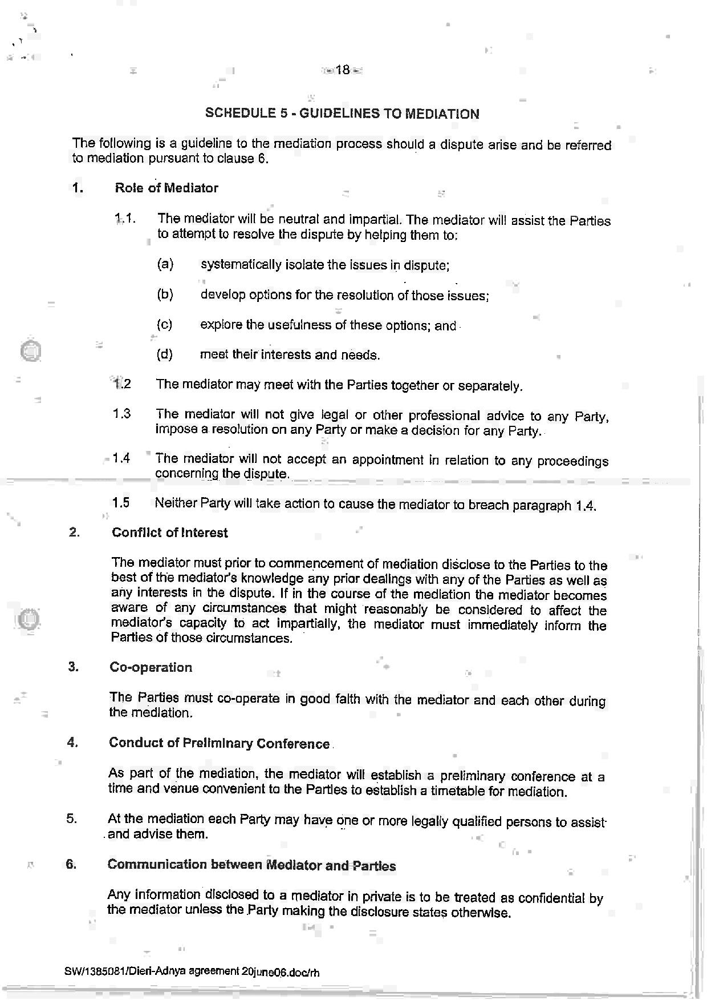 - 18 -
SCHEDULE 5 - GUIDELINES TO MEDIATION
The following is a guideline to the mediation process should a dispute arise and be referred
to mediation pursuant to clause 6.
1. Role of Mediator
1.1. The mediator will be neutral and impartial. The mediator will assist the Parties
to attempt to resolve the dispute by helping them to:
(a) systematically isolate the issues in dispute;
(b) develop options for the resolution of those issues;
(c) explore the usefulness of these options; and
(d) meet their interests and needs.
1.2 The mediator may meet with the Parties together or separately.
1.3 The mediator will not give legal or other professional advice to any Party,
impose a resolution on any Party or make a decision for any Party.
1.4 The mediator will not accept an appointment in relation to any proceedings
concerning the dispute.
1.5 Neither Party will take action to cause the mediator to breach paragraph 1.4.
2. Conflict of Interest
The mediator must prior to commencement of mediation disclose to the Parties to the
best of the mediator's knowledge any prior dealings with any of the Parties as well as
any interests in the dispute. If in the course of the mediation the mediator becomes
aware of any circumstances that might reasonably be considered to affect the
mediator's capacity to act impartially, the mediator must immediately inform the
Parties of those circumstances.
3. Co-operation
The Parties must co-operate in good faith with the mediator and each other during
the mediation.
4. Conduct of Preliminary Conference
As part of the mediation, the mediator will establish a preliminary conference at a
time and venue convenient to the Parties to establish a timetable for mediation.
5. At the mediation each Party may have one or more legally qualified persons to assist
and advise them.
6. Communication between Mediator and Parties
Any information disclosed to a mediator in private is to be treated as confidential by
the mediator unless the Party making the disclosure states otherwise.
SW/1385081/Dieri-Adnya agreement 20june06.doc/rh